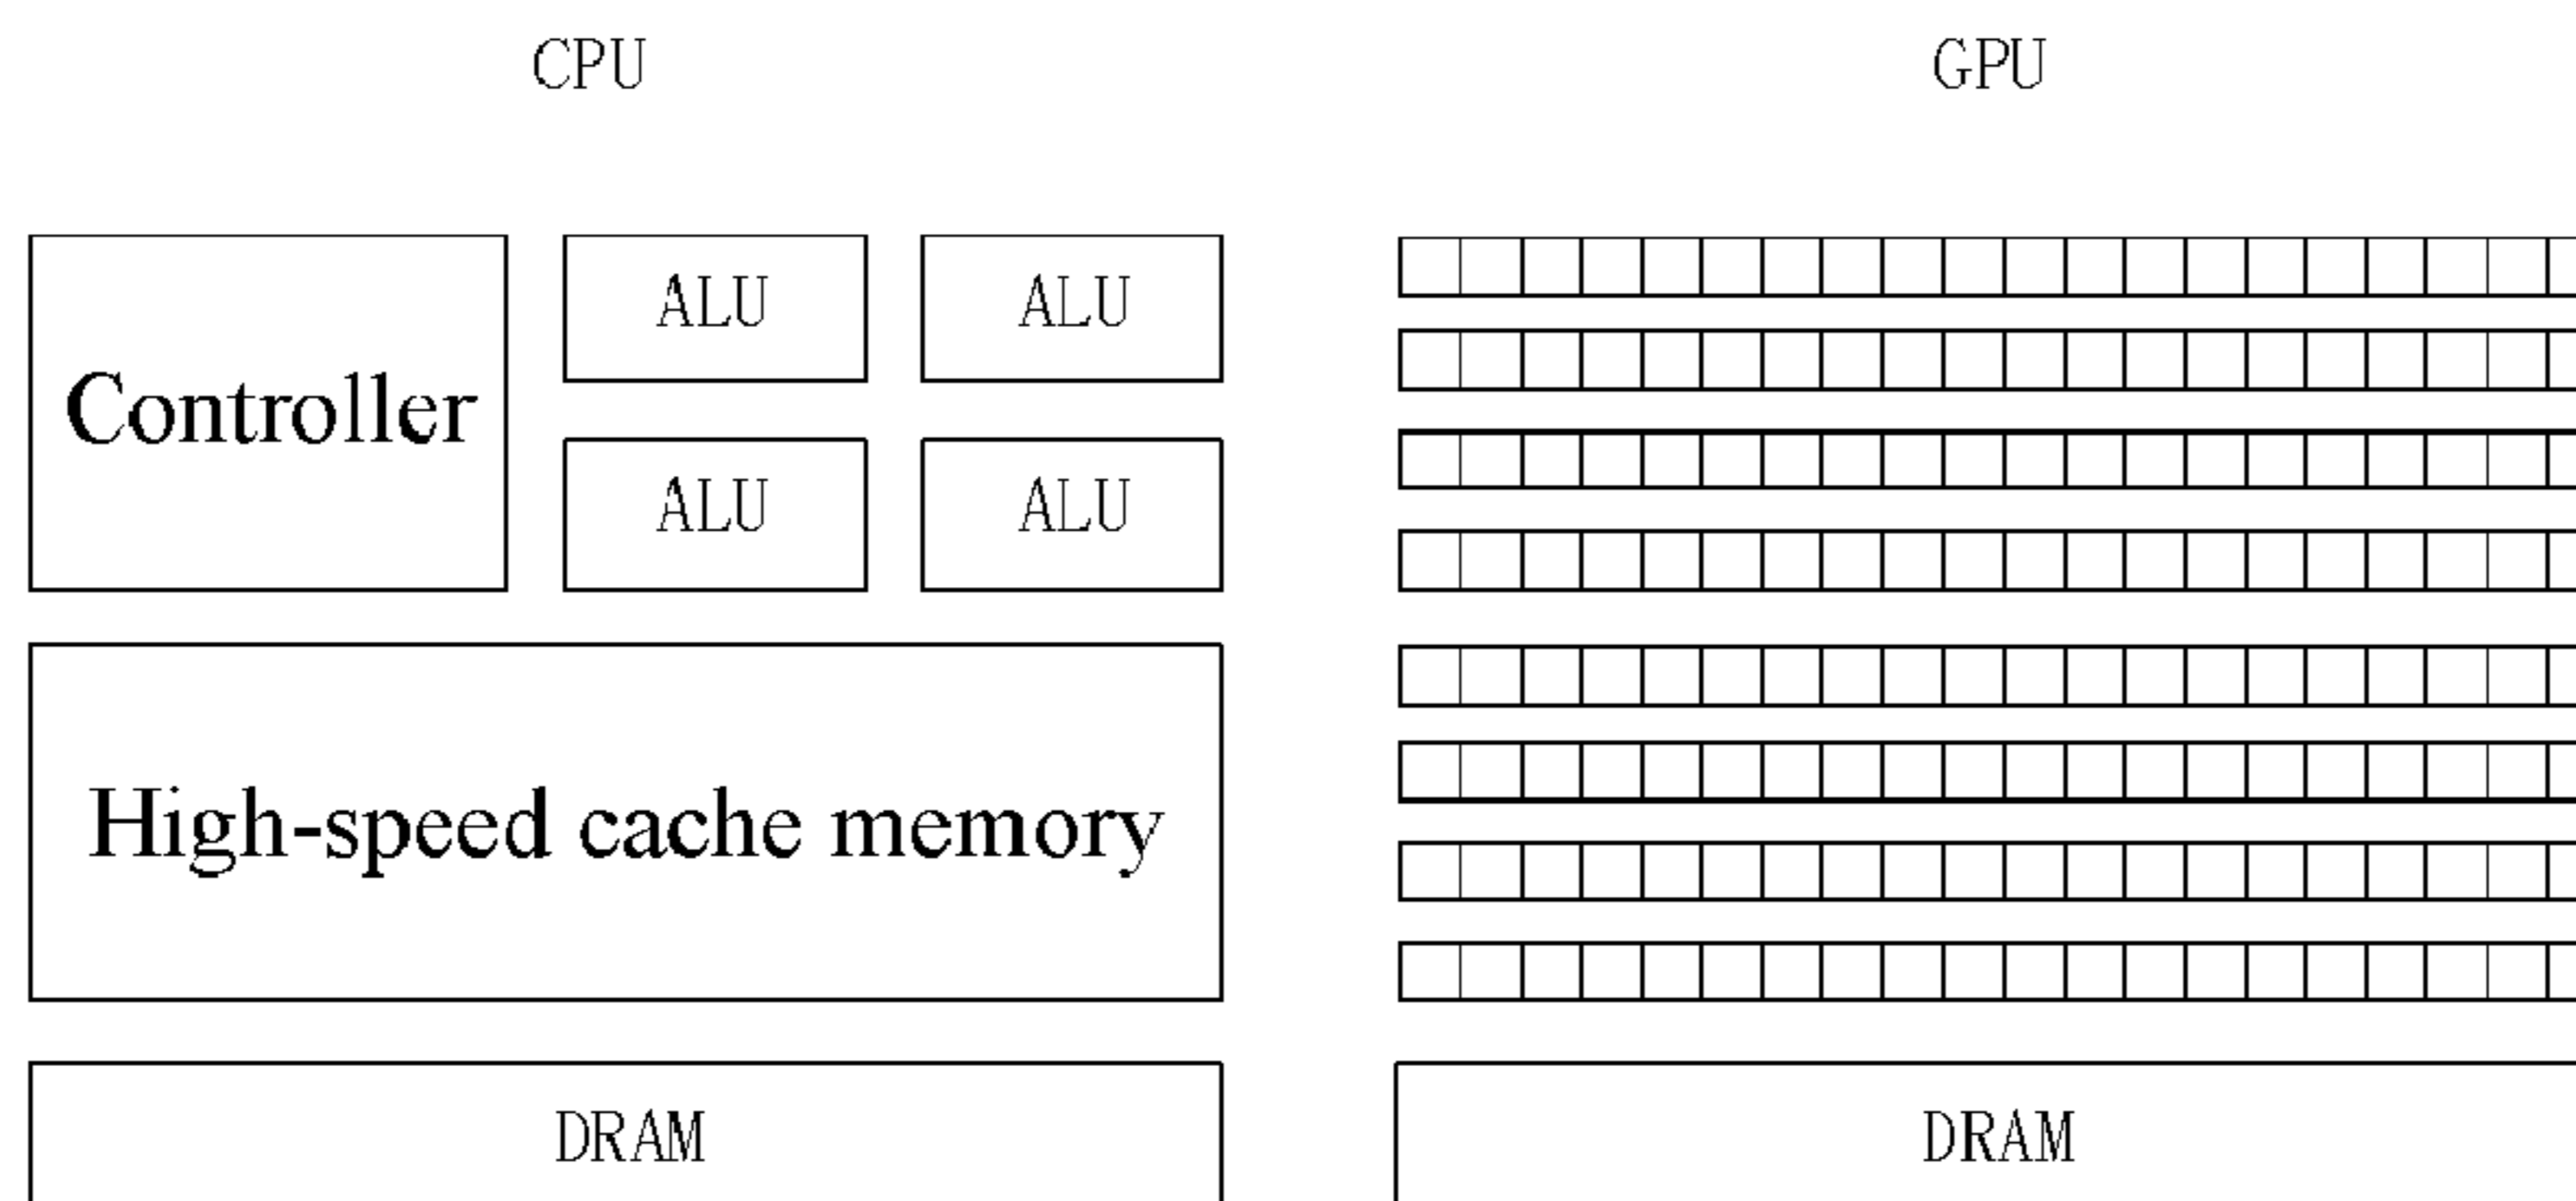 CPU
GPU
Controller
ALU
ALU
ALU
ALU
High-speed cache memory
DRAM
DRAM